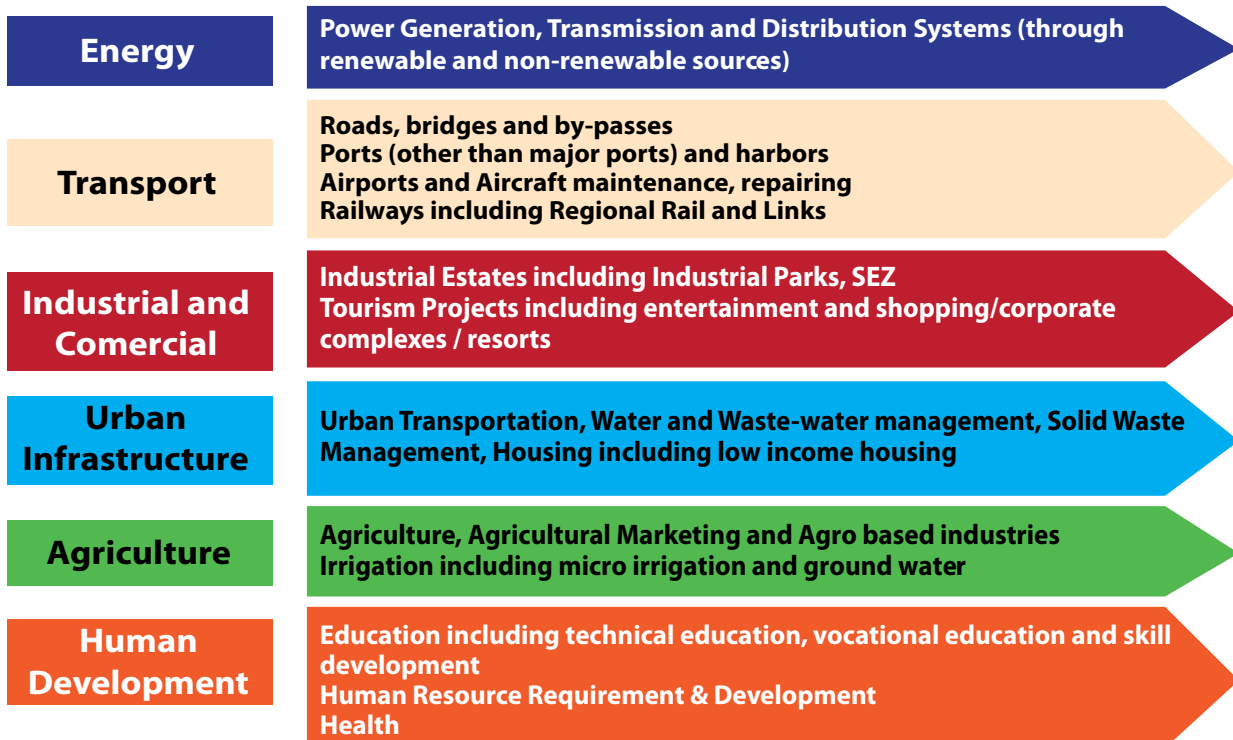 Energy
Power Generation, Transmission and Distribution Systems (through
renewable and non-renewable sources)
Transport
Roads, bridges and by-passes
Ports (other than major ports) and harbors
Airports and Aircraft maintenance, repairing
Railways including Regional Rail and Links
Industrial and
Comercial
Industrial Estates including Industrial Parks, SEZ
Tourism Projects including entertainment and shopping/corporate
complexes / resorts
Urban
Infrastructure
Urban Transportation, Water and Waste-water management, Solid Waste
Management, Housing including low income housing
Agriculture
Agriculture, Agricultural Marketing and Agro based industries
Irrigation including micro irrigation and ground water
Human
Development
Education including technical education, vocational education and skill
development
Human Resource Requirement & Development
Health